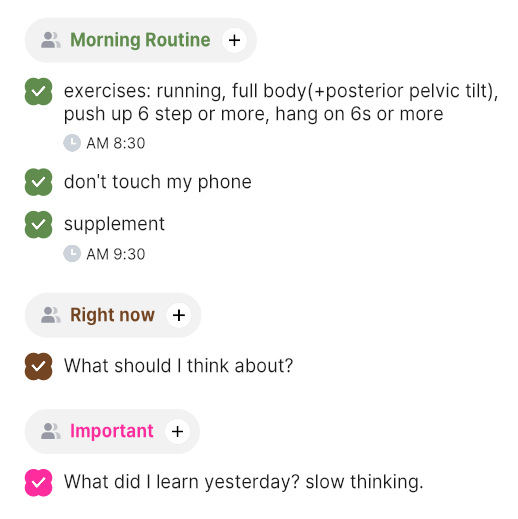 Morning Routine +
exercises: running, full body(+posterior pelvic tilt),
push up 6 step or more, hang on 6s or more
AM 8:30
don't touch my phone
supplement
AM 9:30
Right now +
What should I think about?
Important +
What did I learn yesterday? slow thinking.